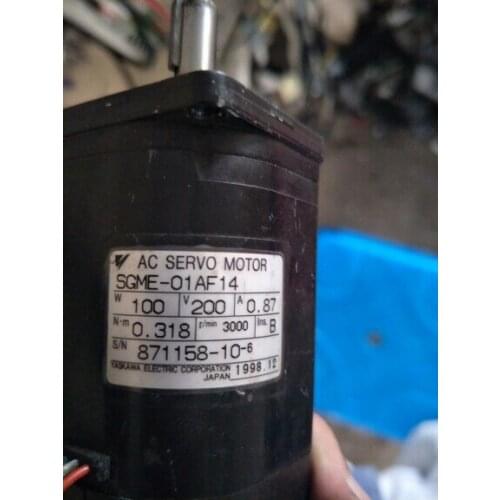 AC SERVO MOTOR
SGME-01AF14
W 100 V 200 A 0.87
N·m 0.318 r/min 3000 Ins. B
S/N 871158-10-6
YASKAWA ELECTRIC CORPORATION 1998.12
JAPAN